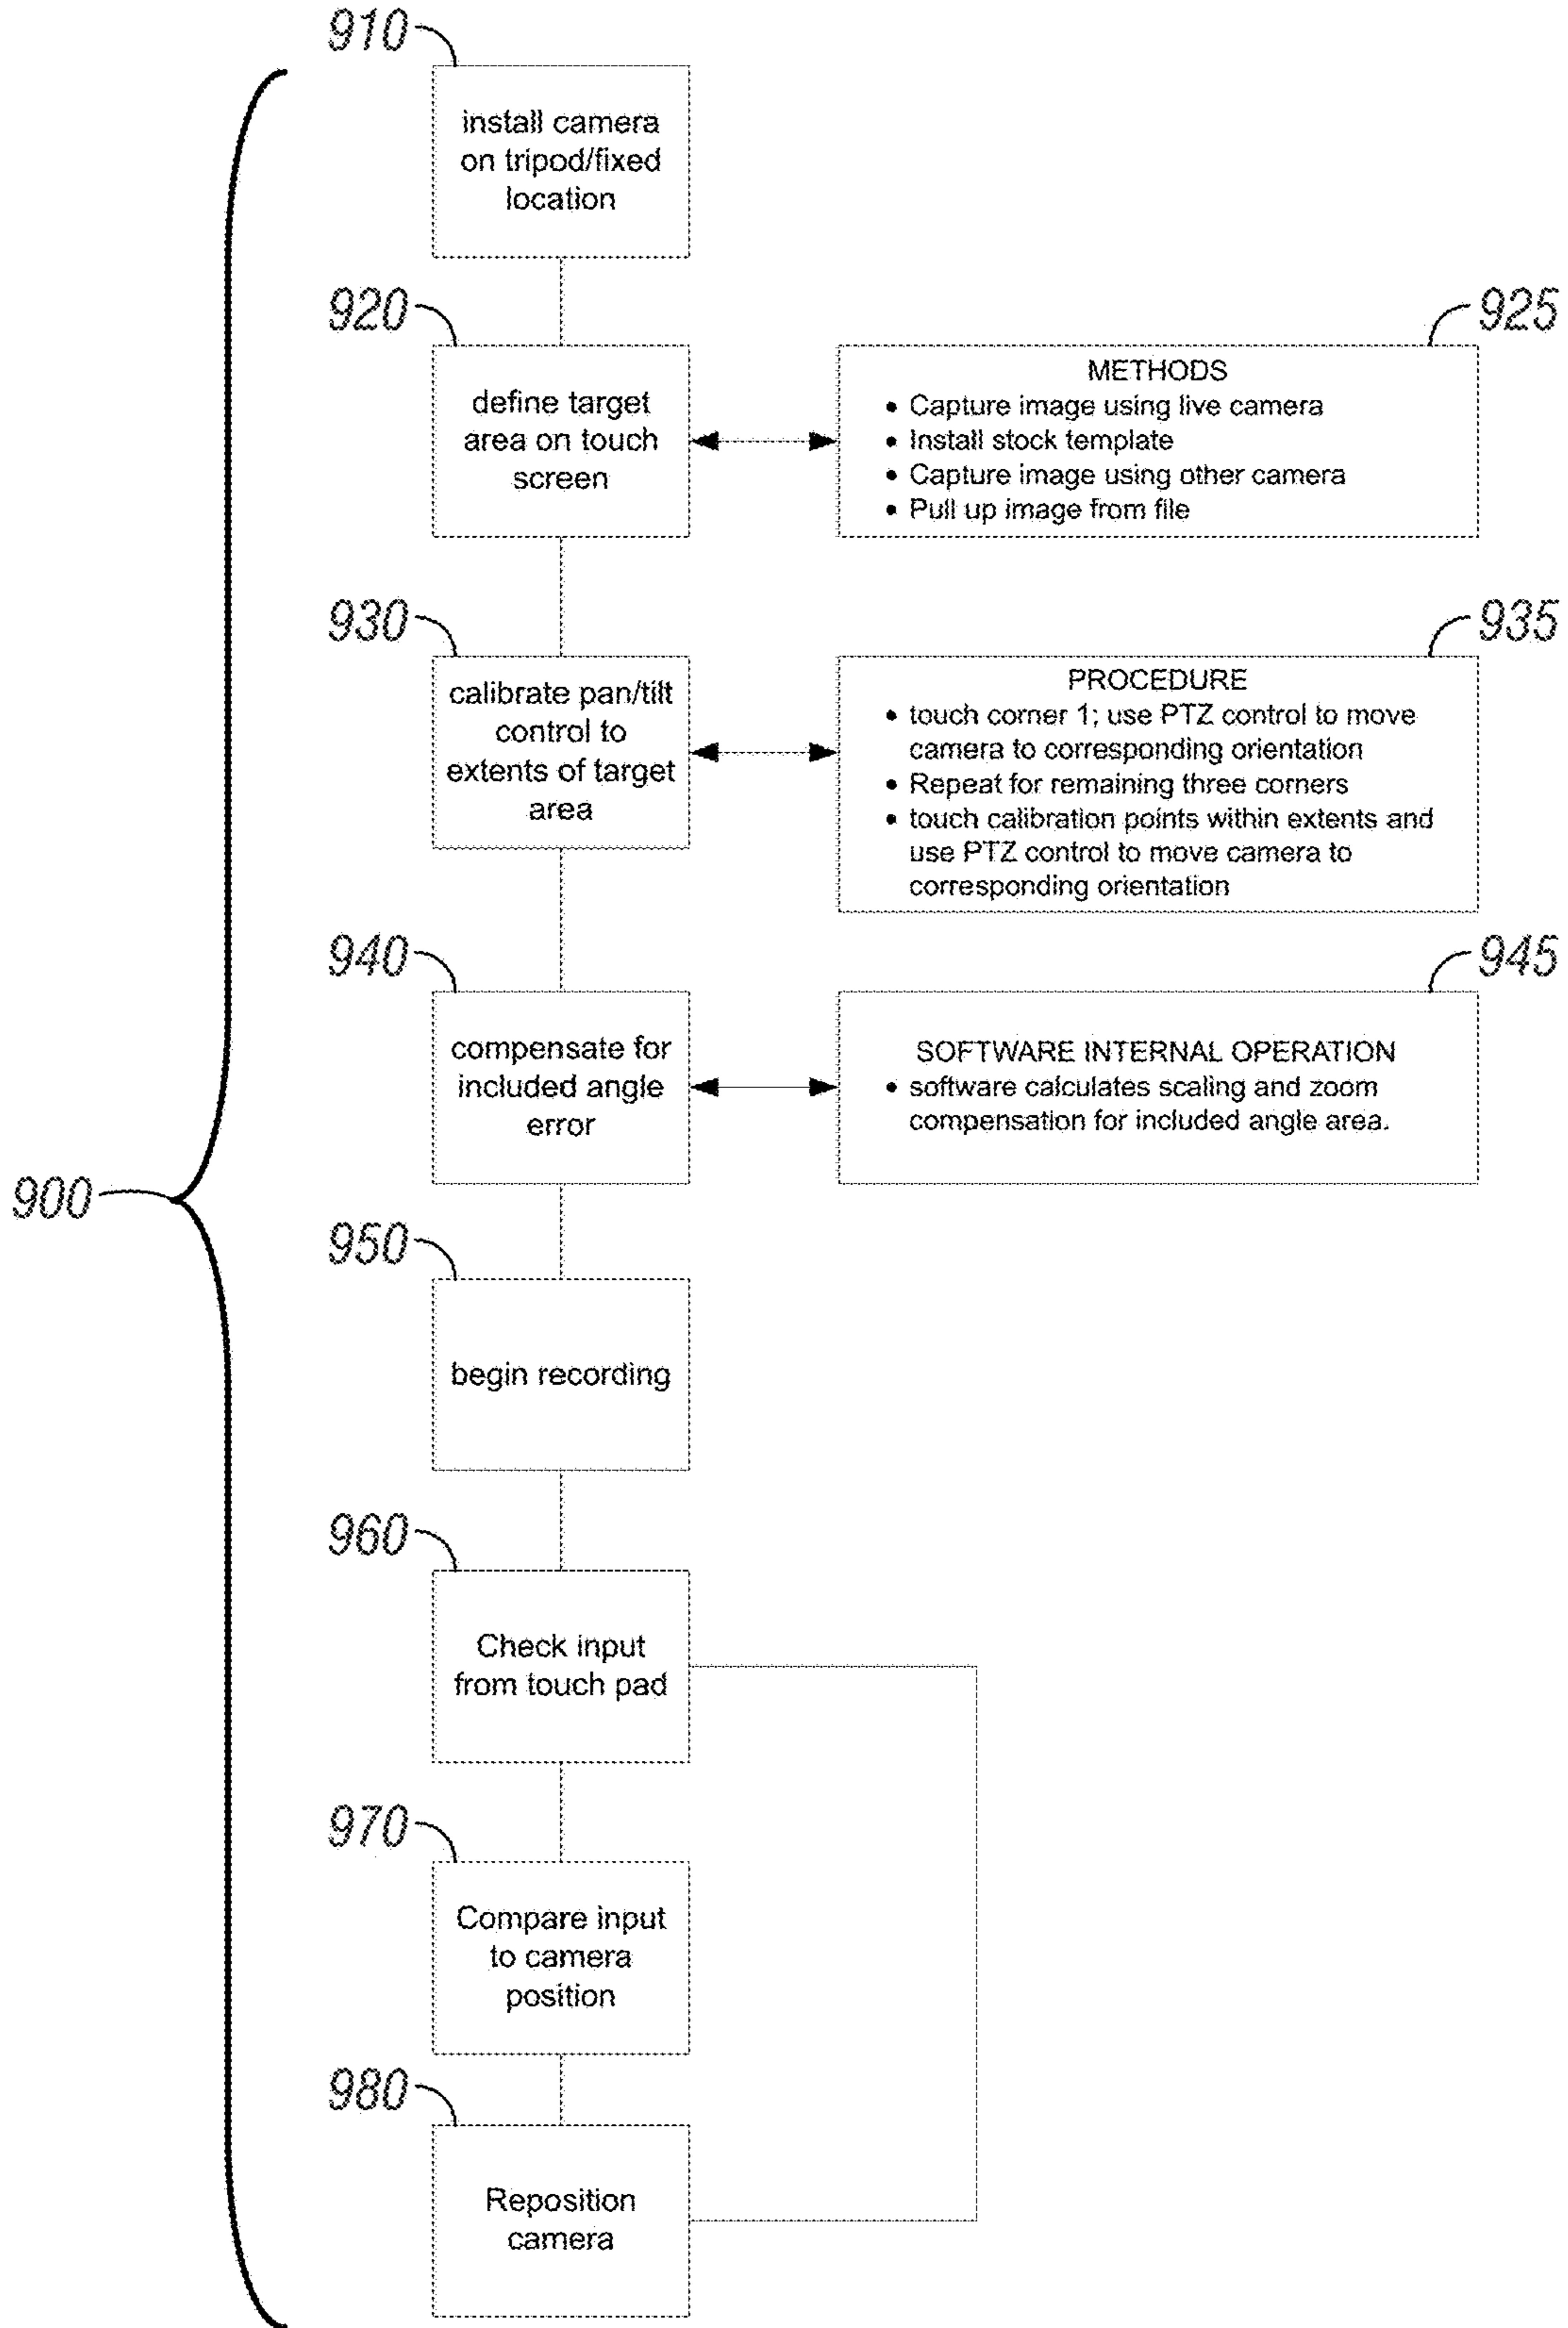 910
install camera
on tripod/fixed
location
920
define target
area on touch
screen
925
METHODS
• Capture image using live camera
• Install stock template
• Capture image using other camera
• Pull up image from file
930
calibrate pan/tilt
control to
extents of target
area
935
PROCEDURE
• touch corner 1; use PTZ control to move
camera to corresponding orientation
• Repeat for remaining three corners
• touch calibration points within extents and
use PTZ control to move camera to
corresponding orientation
940
compensate for
included angle
error
945
SOFTWARE INTERNAL OPERATION
• software calculates scaling and zoom
compensation for included angle area.
900
950
begin recording
960
Check input
from touch pad
970
Compare input
to camera
position
980
Reposition
camera